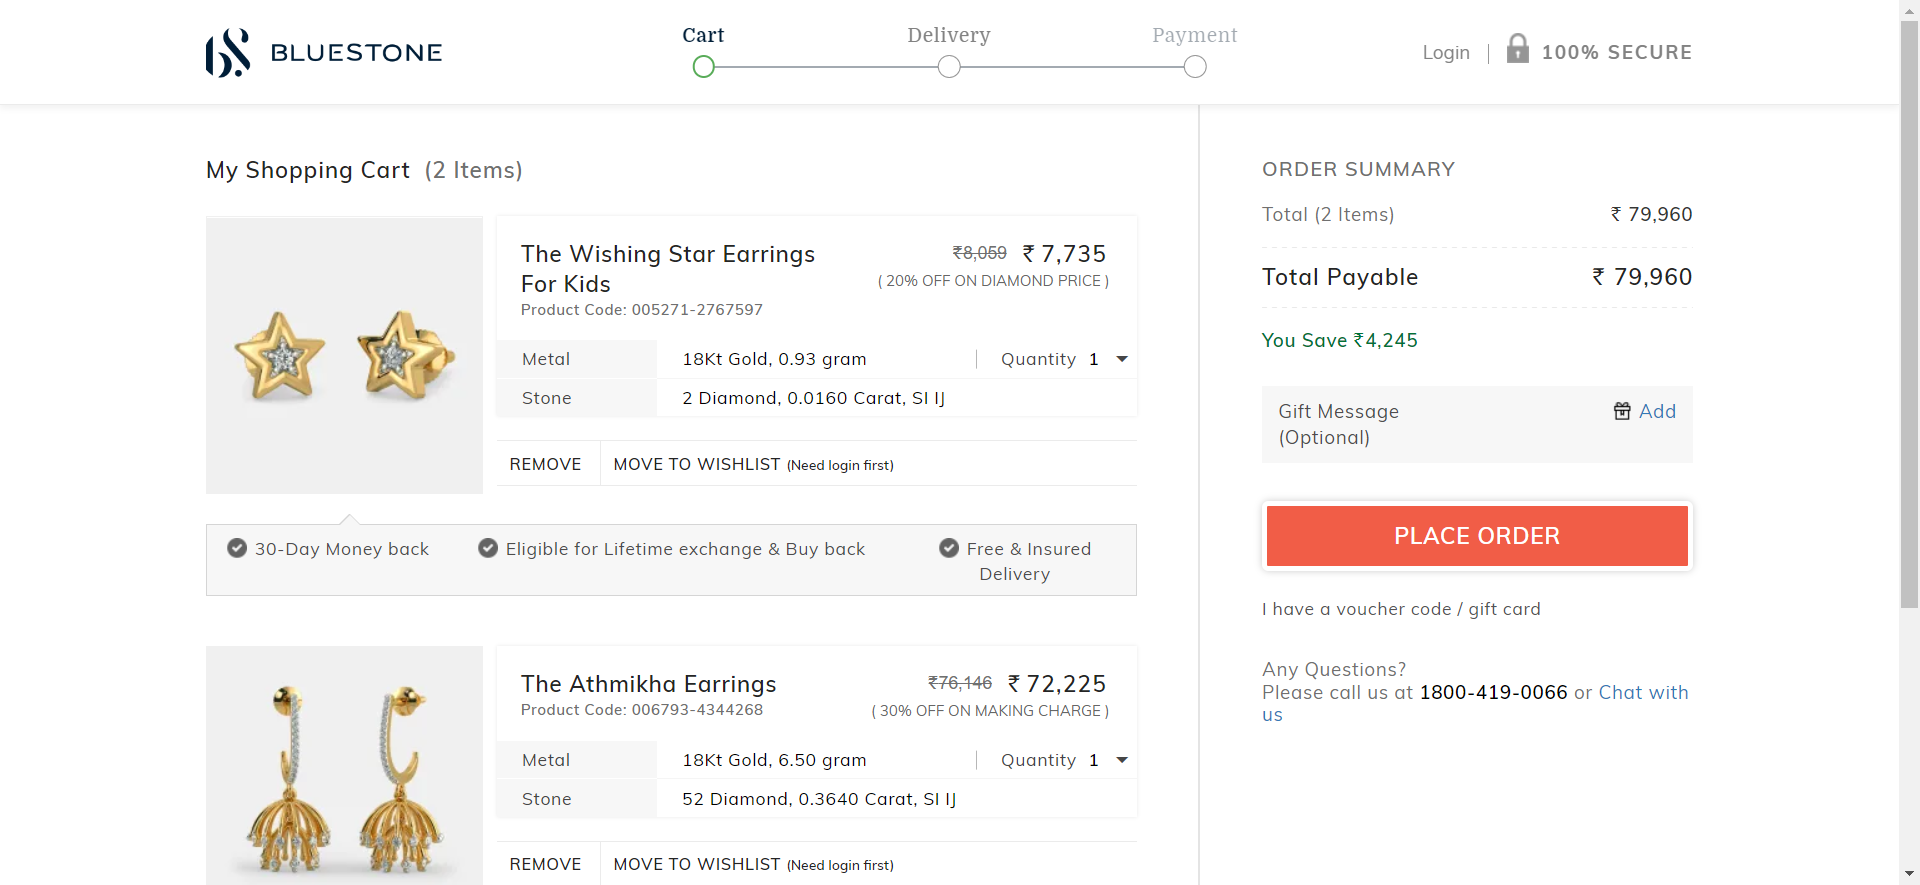 BLUESTONE
Cart
Delivery
Payment
Login
100% SECURE
My Shopping Cart (2 Items)
The Wishing Star Earrings
For Kids
₹8,059 ₹ 7,735
( 20% OFF ON DIAMOND PRICE )
Product Code: 005271-2767597
Metal 18Kt Gold, 0.93 gram Quantity 1
Stone 2 Diamond, 0.0160 Carat, SI IJ
REMOVE MOVE TO WISHLIST (Need login first)
30-Day Money back
Eligible for Lifetime exchange & Buy back
Free & Insured
Delivery
The Athmikha Earrings
₹76,146 ₹ 72,225
Product Code: 006793-4344268
( 30% OFF ON MAKING CHARGE )
Metal 18Kt Gold, 6.50 gram Quantity 1
Stone 52 Diamond, 0.3640 Carat, SI IJ
REMOVE MOVE TO WISHLIST (Need login first)
ORDER SUMMARY
Total (2 Items) ₹ 79,960
Total Payable ₹ 79,960
You Save ₹4,245
Gift Message
(Optional)
Add
PLACE ORDER
I have a voucher code / gift card
Any Questions?
Please call us at 1800-419-0066 or Chat with
us